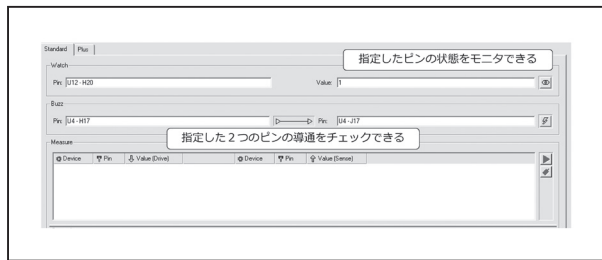 Standard Plus
指定したピンの状態をモニタできる
Watch
Pin: U12-H20 Value: 1
Buzz
Pin: U4-H17 Pin: U4-J17
指定した2つのピンの導通をチェックできる
Measure
Device Pin Value (Drive) Device Pin Value (Sense)